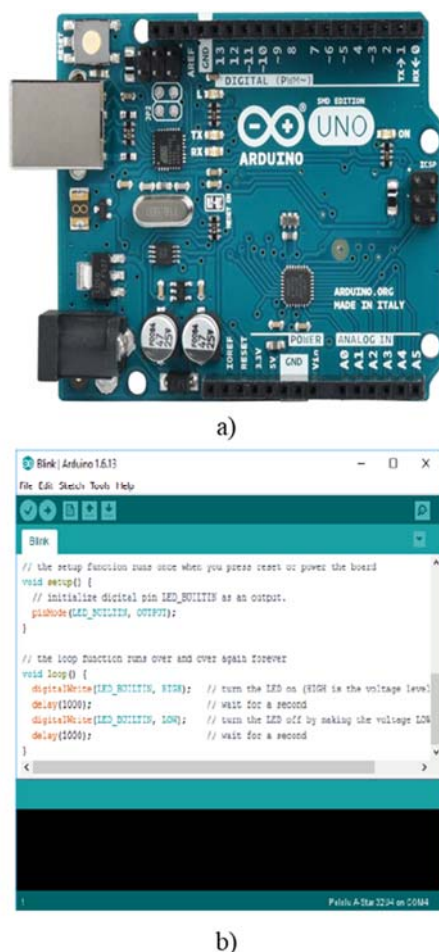 RESET
AREF
GND
13
12
~11
~10
~9
8
7
~6
~5
4
~3
2
TX→1
RX←0
DIGITAL (PWM~)
L
TX
RX
SMD EDITION
UNO
ARDUINO
ON
ICSP
RESET EN
ARDUINO.ORG
MADE IN ITALY
47
25V
47
25V
IOREF
RESET
3.3V
5V
GND
Vin
POWER
ANALOG IN
A0
A1
A2
A3
A4
A5
a)
Blink | Arduino 1.6.13
File Edit Sketch Tools Help
Blink
// the setup function runs once when you press reset or power the board
void setup() {
// initialize digital pin LED_BUILTIN as an output.
pinMode(LED_BUILTIN, OUTPUT);
}
// the loop function runs over and over again forever
void loop() {
digitalWrite(LED_BUILTIN, HIGH); // turn the LED on (HIGH is the voltage level
delay(1000); // wait for a second
digitalWrite(LED_BUILTIN, LOW); // turn the LED off by making the voltage LOW
delay(1000); // wait for a second
}
1
Pololu A-Star 32U4 on COM4
b)